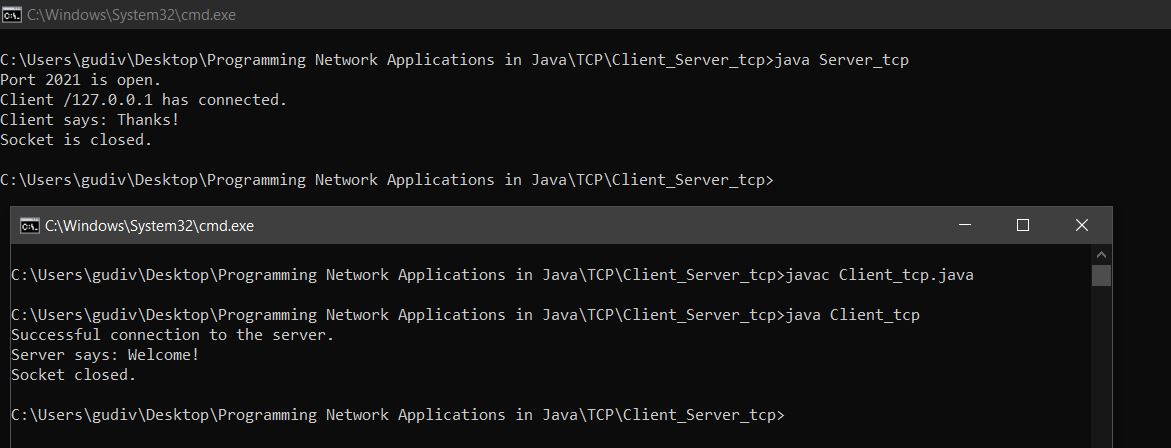 C:\Windows\System32\cmd.exe
C:\Users\gudiv\Desktop\Programming Network Applications in Java\TCP\Client_Server_tcp>java Server_tcp
Port 2021 is open.
Client /127.0.0.1 has connected.
Client says: Thanks!
Socket is closed.
C:\Users\gudiv\Desktop\Programming Network Applications in Java\TCP\Client_Server_tcp>
C:\Windows\System32\cmd.exe
C:\Users\gudiv\Desktop\Programming Network Applications in Java\TCP\Client_Server_tcp>javac Client_tcp.java
C:\Users\gudiv\Desktop\Programming Network Applications in Java\TCP\Client_Server_tcp>java Client_tcp
Successful connection to the server.
Server says: Welcome!
Socket closed.
C:\Users\gudiv\Desktop\Programming Network Applications in Java\TCP\Client_Server_tcp>